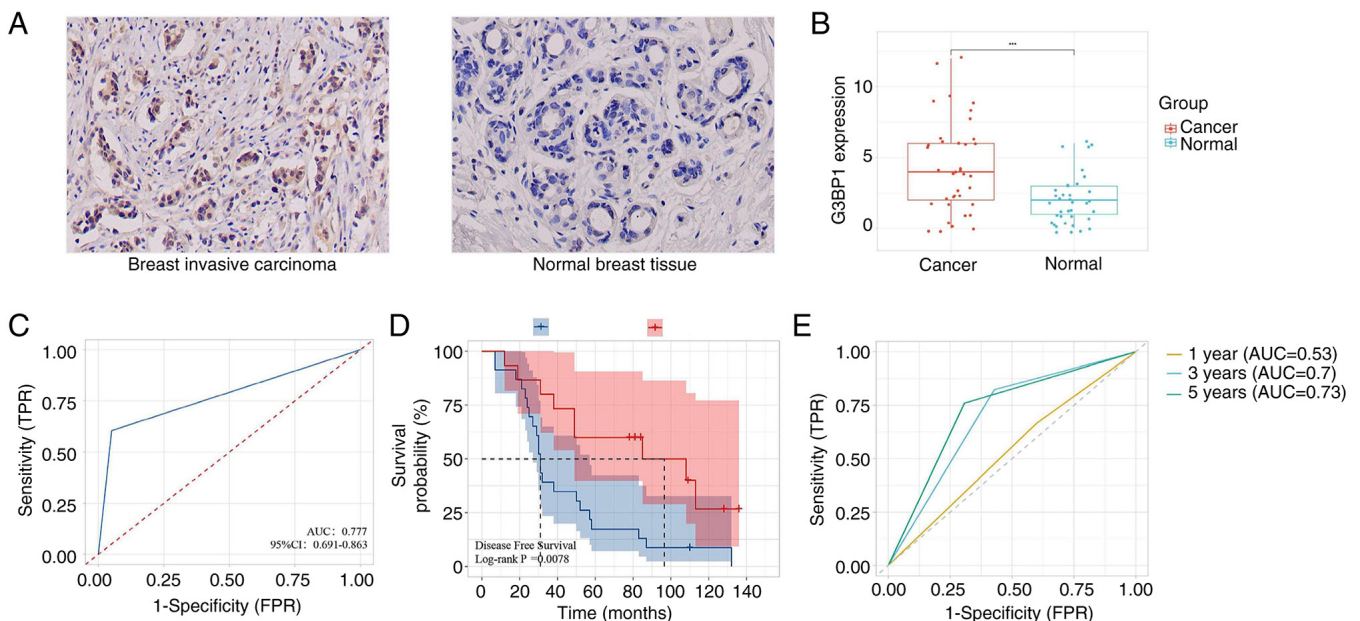 A
Breast invasive carcinoma
Normal breast tissue
B
***
G3BP1 expression
10
5
0
Cancer
Normal
Group
Cancer
Normal
C
Sensitivity (TPR)
1.00
0.75
0.50
0.25
0.00
0.00 0.25 0.50 0.75 1.00
1-Specificity (FPR)
AUC: 0.777
95%CI: 0.691-0.863
D
Survival
probability (%)
100
75
50
25
0
0 20 40 60 80 100 120 140
Time (months)
Disease Free Survival
Log-rank P =0.0078
E
Sensitivity (TPR)
1.00
0.75
0.50
0.25
0.00
0.00 0.25 0.50 0.75 1.00
1-Specificity (FPR)
1 year (AUC=0.53)
3 years (AUC=0.7)
5 years (AUC=0.73)